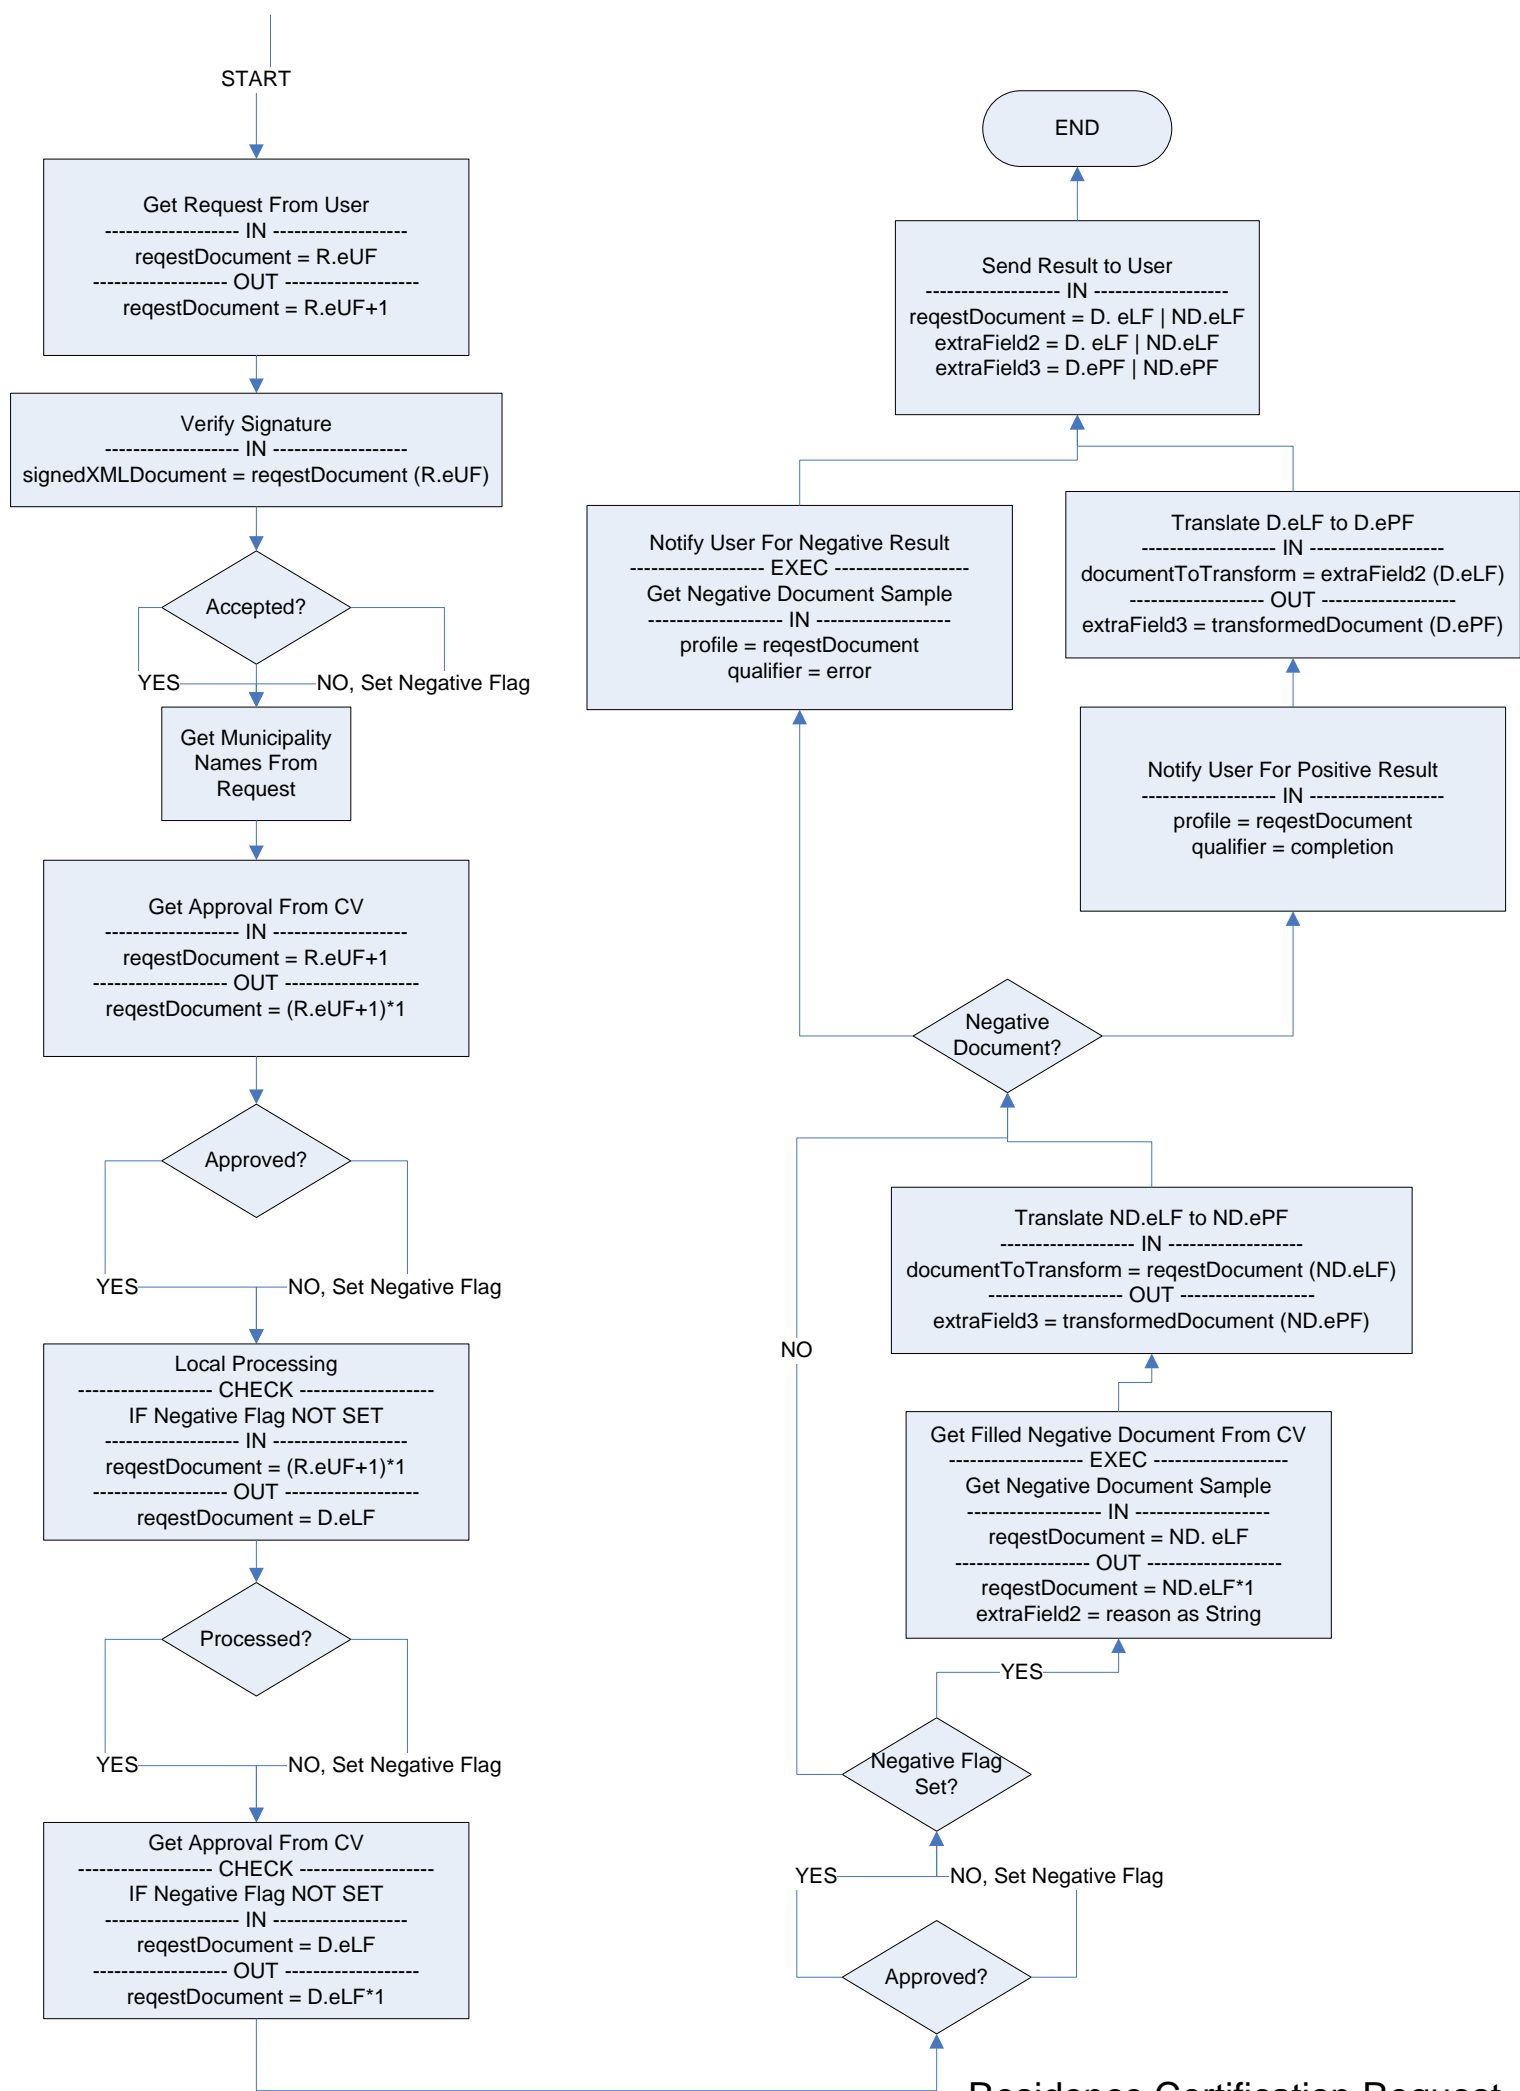 START
Get Request From User
------------------- IN -------------------
reqestDocument = R.eUF
------------------- OUT -------------------
reqestDocument = R.eUF+1
Verify Signature
------------------- IN -------------------
signedXMLDocument = reqestDocument (R.eUF)
Accepted?
YES
NO, Set Negative Flag
Get Municipality
Names From
Request
Get Approval From CV
------------------- IN -------------------
reqestDocument = R.eUF+1
------------------- OUT -------------------
reqestDocument = (R.eUF+1)*1
Approved?
YES
NO, Set Negative Flag
Local Processing
------------------- CHECK -------------------
IF Negative Flag NOT SET
------------------- IN -------------------
reqestDocument = (R.eUF+1)*1
------------------- OUT -------------------
reqestDocument = D.eLF
Processed?
YES
NO, Set Negative Flag
Get Approval From CV
------------------- CHECK -------------------
IF Negative Flag NOT SET
------------------- IN -------------------
reqestDocument = D.eLF
------------------- OUT -------------------
reqestDocument = D.eLF*1
END
Send Result to User
------------------- IN -------------------
reqestDocument = D. eLF | ND.eLF
extraField2 = D. eLF | ND.eLF
extraField3 = D.ePF | ND.ePF
Notify User For Negative Result
------------------- EXEC -------------------
Get Negative Document Sample
------------------- IN -------------------
profile = reqestDocument
qualifier = error
Translate D.eLF to D.ePF
------------------- IN -------------------
documentToTransform = extraField2 (D.eLF)
------------------- OUT -------------------
extraField3 = transformedDocument (D.ePF)
Notify User For Positive Result
------------------- IN -------------------
profile = reqestDocument
qualifier = completion
Negative
Document?
Translate ND.eLF to ND.ePF
------------------- IN -------------------
documentToTransform = reqestDocument (ND.eLF)
------------------- OUT -------------------
extraField3 = transformedDocument (ND.ePF)
NO
Get Filled Negative Document From CV
------------------- EXEC -------------------
Get Negative Document Sample
------------------- IN -------------------
reqestDocument = ND. eLF
------------------- OUT -------------------
reqestDocument = ND.eLF*1
extraField2 = reason as String
YES
Negative Flag
Set?
YES
NO, Set Negative Flag
Approved?
Residence Certification Request